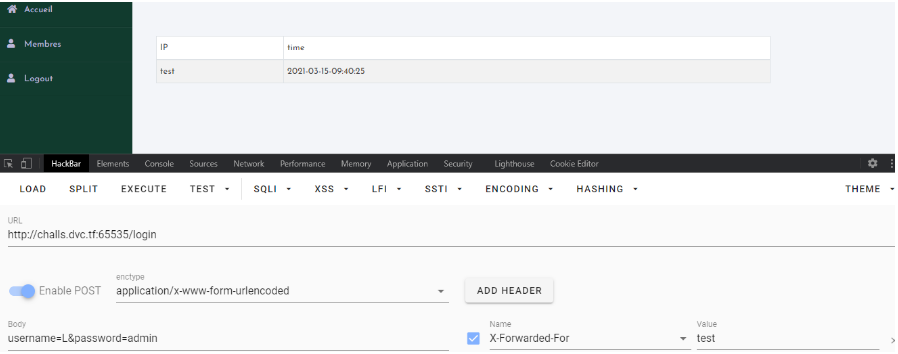 Accueil
IP time
Membres
test 2021-03-15-09:40:25
Logout
HackBar Elements Console Sources Network Performance Memory Application Security Lighthouse Cookie Editor
LOAD SPLIT EXECUTE TEST SQLI XSS LFI SSTI ENCODING HASHING THEME
URL
http://challs.dvc.tf:65535/login
enctype
Enable POST application/x-www-form-urlencoded ADD HEADER
Body Name Value
username=L&password=admin X-Forwarded-For test